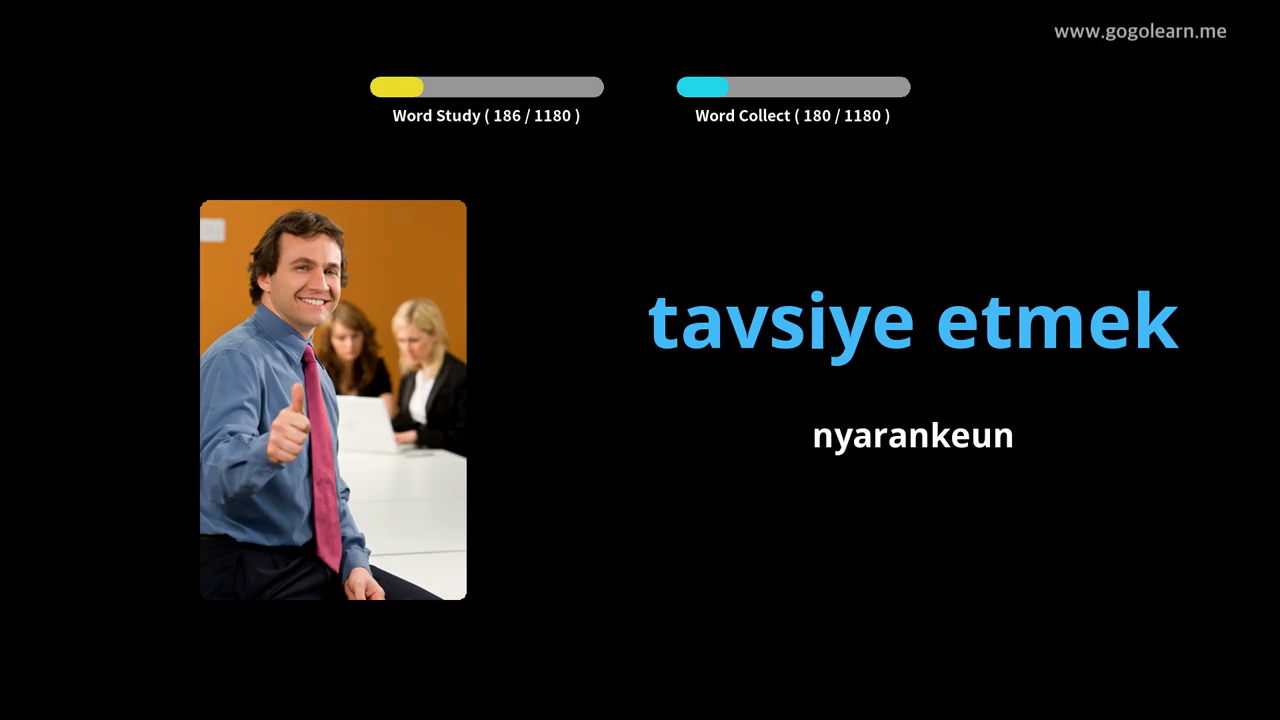 www.gogolearn.me
Word Study ( 186 / 1180 )
Word Collect ( 180 / 1180 )
tavsiye etmek
nyarankeun